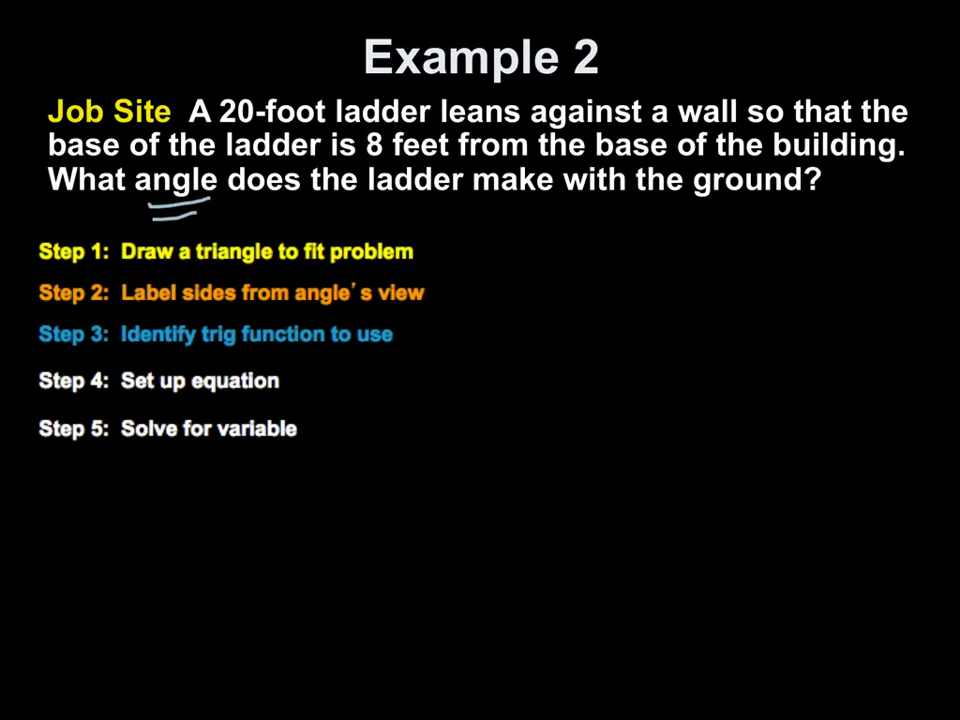 Example 2
Job Site A 20-foot ladder leans against a wall so that the
base of the ladder is 8 feet from the base of the building.
What angle does the ladder make with the ground?
Step 1: Draw a triangle to fit problem
Step 2: Label sides from angle’s view
Step 3: Identify trig function to use
Step 4: Set up equation
Step 5: Solve for variable